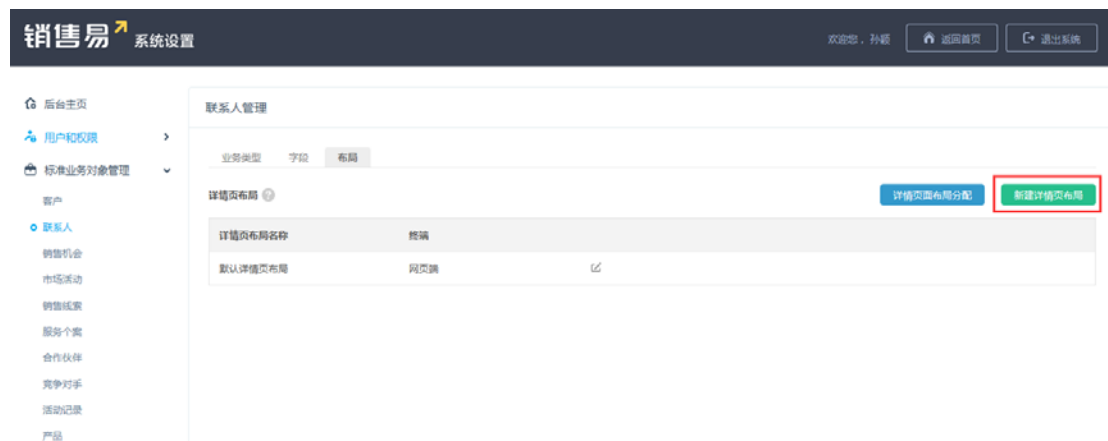 销售易 系统设置
欢迎您，孙颖
返回首页
退出系统
后台主页
用户和权限
标准业务对象管理
客户
联系人
销售机会
市场活动
销售线索
服务个案
合作伙伴
竞争对手
活动记录
产品
联系人管理
业务类型 字段 布局
详情页布局 ?
详情页面布局分配
新建详情页布局
详情页布局名称 终端
默认详情页布局 网页端